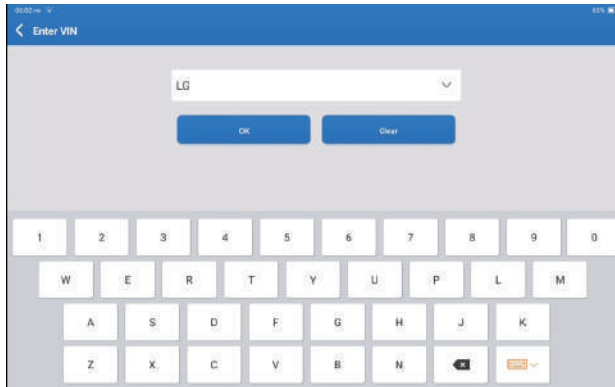 Enter VIN
LG
OK
Clear
1 2 3 4 5 6 7 8 9 0
W E R T Y U P L M
A S D F G H J K
Z X C V B N